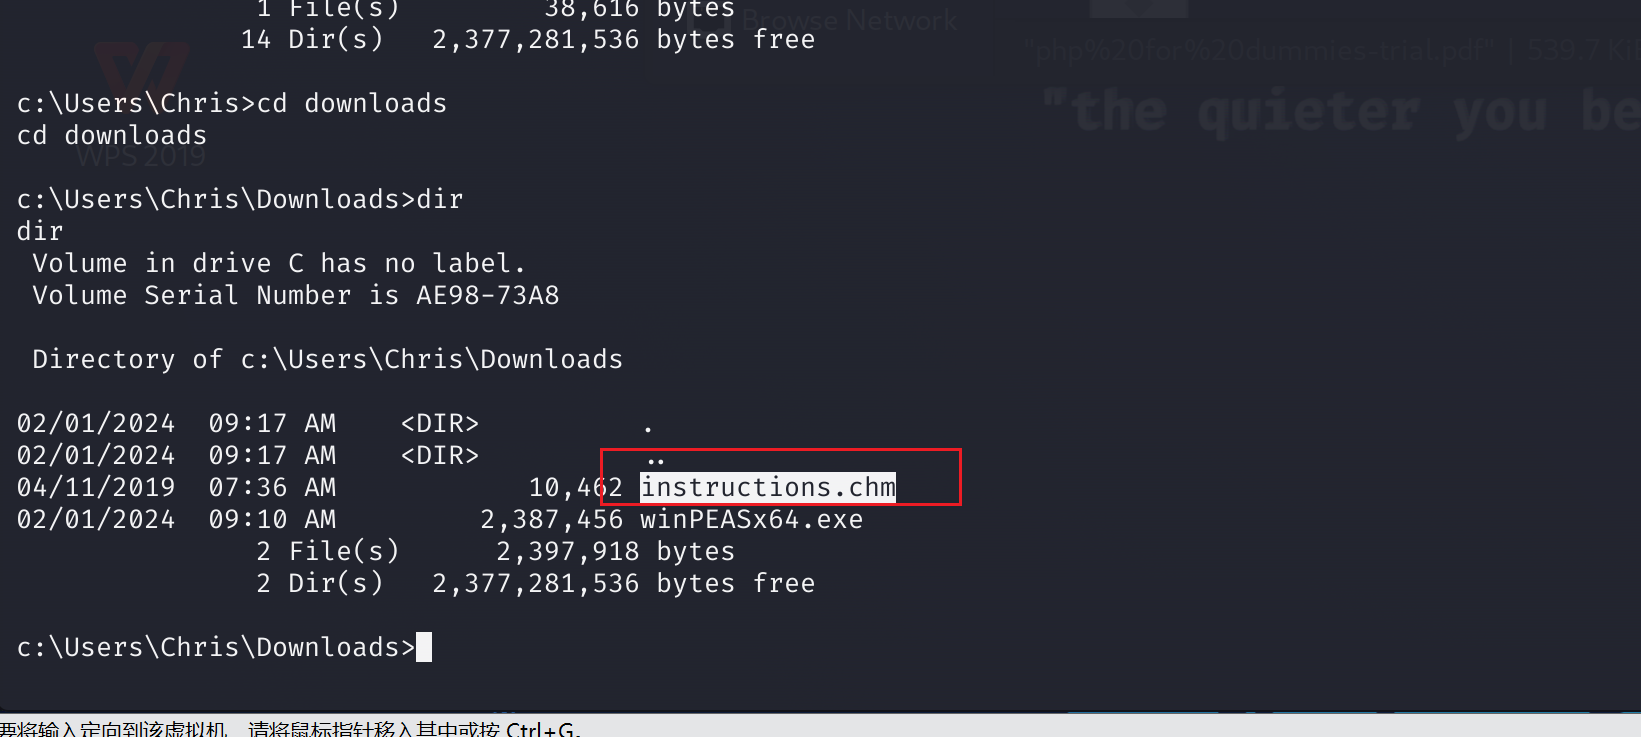 1 File(s) 38,616 bytes
Browse Network
14 Dir(s) 2,377,281,536 bytes free
"php%20for%20dummies-trial.pdf" | 539.7 Ki
c:\Users\Chris>cd downloads
"the quieter you be
cd downloads
WPS 2019
c:\Users\Chris\Downloads>dir
dir
Volume in drive C has no label.
Volume Serial Number is AE98-73A8
Directory of c:\Users\Chris\Downloads
02/01/2024 09:17 AM <DIR> .
02/01/2024 09:17 AM <DIR> ..
04/11/2019 07:36 AM 10,462 instructions.chm
02/01/2024 09:10 AM 2,387,456 winPEASx64.exe
2 File(s) 2,397,918 bytes
2 Dir(s) 2,377,281,536 bytes free
c:\Users\Chris\Downloads>
要将输入定向到该虚拟机，请将鼠标指针移入其中或按 Ctrl+G。